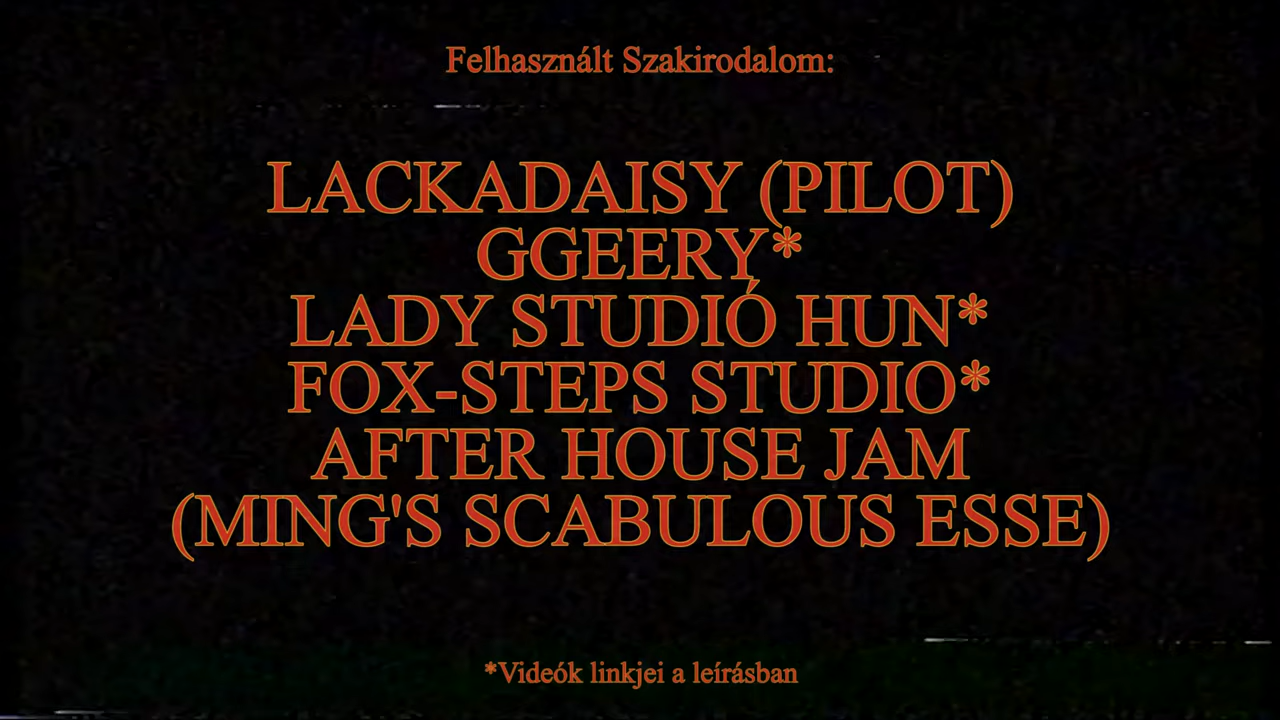 Felhasznált Szakirodalom:
LACKADAISY (PILOT)
GGEERY*
LADY STUDIÓ HUN*
FOX-STEPS STUDIO*
AFTER HOUSE JAM
(MING'S SCABULOUS ESSE)
*Videók linkjei a leírásban